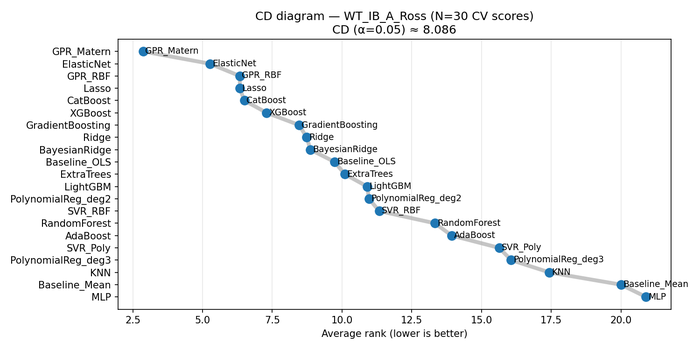 CD diagram — WT_IB_A_Ross (N=30 CV scores)
CD (α=0.05) ≈ 8.086
GPR_Matern GPR_Matern
ElasticNet ElasticNet
GPR_RBF GPR_RBF
Lasso Lasso
CatBoost CatBoost
XGBoost XGBoost
GradientBoosting GradientBoosting
Ridge Ridge
BayesianRidge BayesianRidge
Baseline_OLS Baseline_OLS
ExtraTrees ExtraTrees
LightGBM LightGBM
PolynomialReg_deg2 PolynomialReg_deg2
SVR_RBF SVR_RBF
RandomForest RandomForest
AdaBoost AdaBoost
SVR_Poly SVR_Poly
PolynomialReg_deg3 PolynomialReg_deg3
KNN KNN
Baseline_Mean Baseline_Mean
MLP MLP
2.5 5.0 7.5 10.0 12.5 15.0 17.5 20.0
Average rank (lower is better)